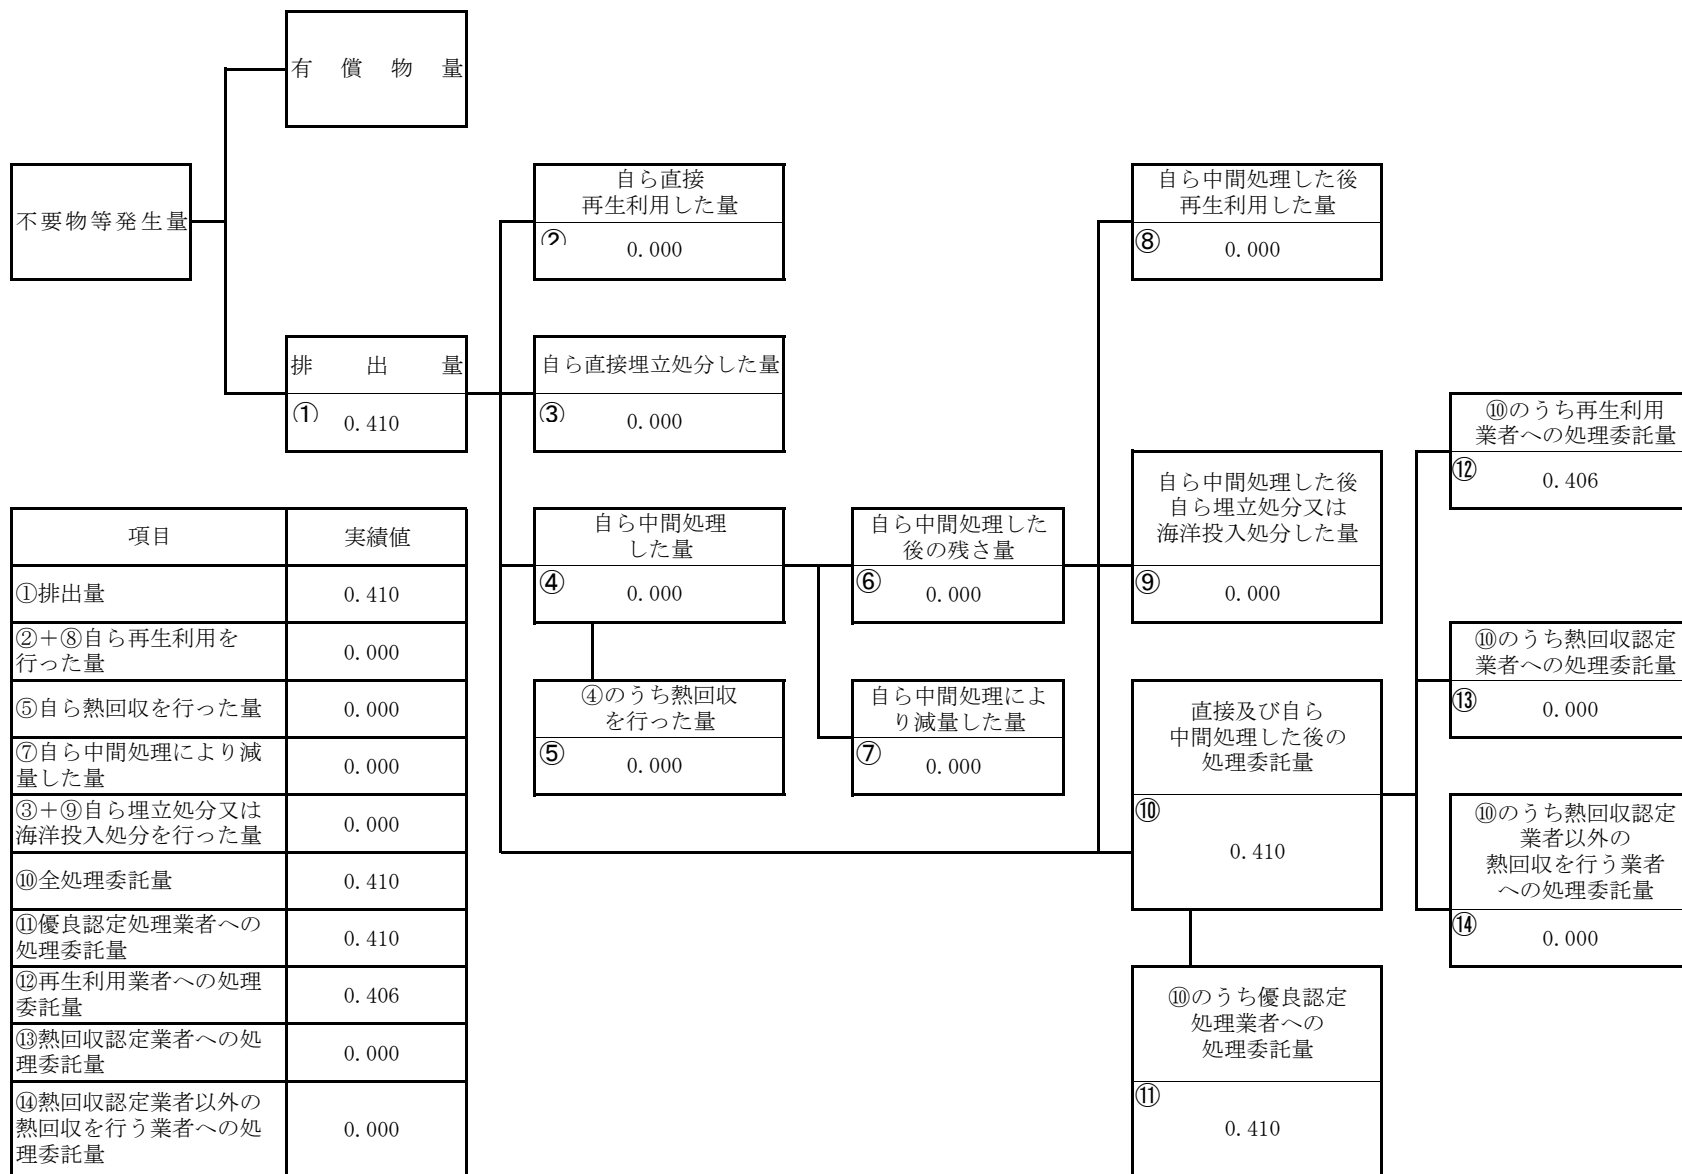 有償物量
不要物等発生量
排出量
① 0.410
自ら直接
再生利用した量
② 0.000
自ら直接埋立処分した量
③ 0.000
自ら中間処理
した量
④ 0.000
④のうち熱回収
を行った量
⑤ 0.000
自ら中間処理した
後の残さ量
⑥ 0.000
自ら中間処理によ
り減量した量
⑦ 0.000
自ら中間処理した後
再生利用した量
⑧ 0.000
自ら中間処理した後
自ら埋立処分又は
海洋投入処分した量
⑨ 0.000
直接及び自ら
中間処理した後の
処理委託量
⑩
0.410
⑩のうち優良認定
処理業者への
処理委託量
⑪
0.410
⑩のうち再生利用
業者への処理委託量
⑫ 0.406
⑩のうち熱回収認定
業者への処理委託量
⑬ 0.000
⑩のうち熱回収認定
業者以外の
熱回収を行う業者
への処理委託量
⑭ 0.000
項目 実績値
①排出量 0.410
②＋⑧自ら再生利用を
行った量 0.000
⑤自ら熱回収を行った量 0.000
⑦自ら中間処理により減
量した量 0.000
③＋⑨自ら埋立処分又は
海洋投入処分を行った量 0.000
⑩全処理委託量 0.410
⑪優良認定処理業者への
処理委託量 0.410
⑫再生利用業者への処理
委託量 0.406
⑬熱回収認定業者への処
理委託量 0.000
⑭熱回収認定業者以外の
熱回収を行う業者への処
理委託量 0.000